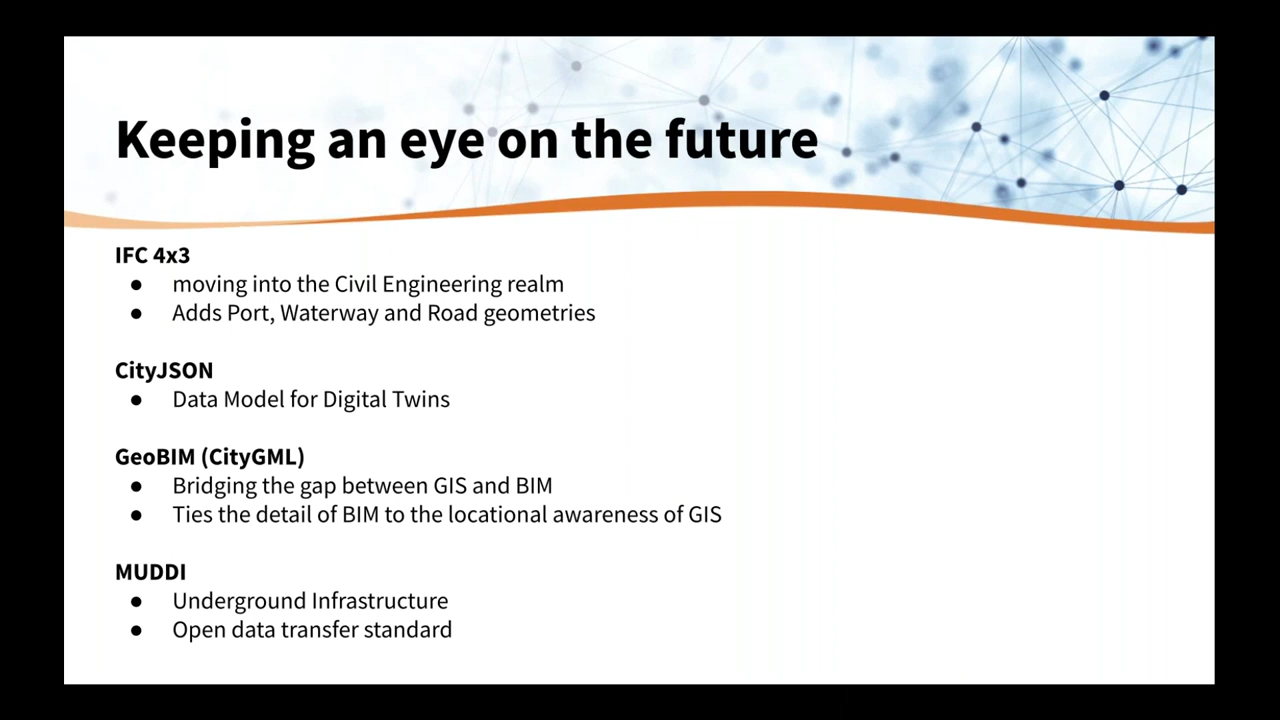 Keeping an eye on the future
IFC 4x3
● moving into the Civil Engineering realm
● Adds Port, Waterway and Road geometries
CityJSON
● Data Model for Digital Twins
GeoBIM (CityGML)
● Bridging the gap between GIS and BIM
● Ties the detail of BIM to the locational awareness of GIS
MUDDI
● Underground Infrastructure
● Open data transfer standard